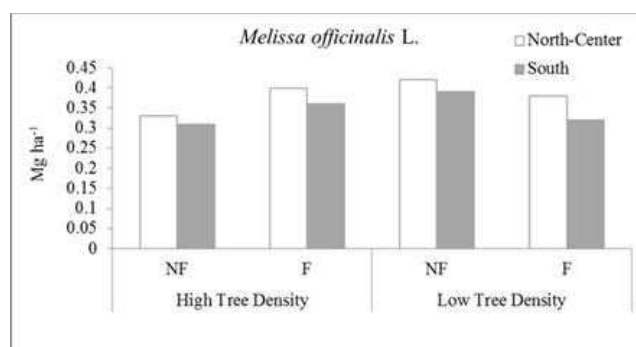 Melissa officinalis L.
North-Center
South
Mg ha-1
0.45
0.4
0.35
0.3
0.25
0.2
0.15
0.1
0.05
0
NF F NF F
High Tree Density Low Tree Density